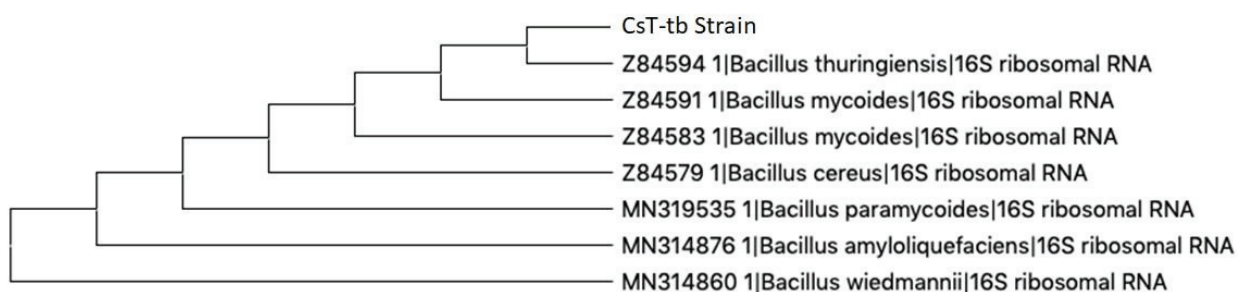 CsT-tb Strain
Z84594 1|Bacillus thuringiensis|16S ribosomal RNA
Z84591 1|Bacillus mycoides|16S ribosomal RNA
Z84583 1|Bacillus mycoides|16S ribosomal RNA
Z84579 1|Bacillus cereus|16S ribosomal RNA
MN319535 1|Bacillus paramycoides|16S ribosomal RNA
MN314876 1|Bacillus amyloliquefaciens|16S ribosomal RNA
MN314860 1|Bacillus wiedmannii|16S ribosomal RNA